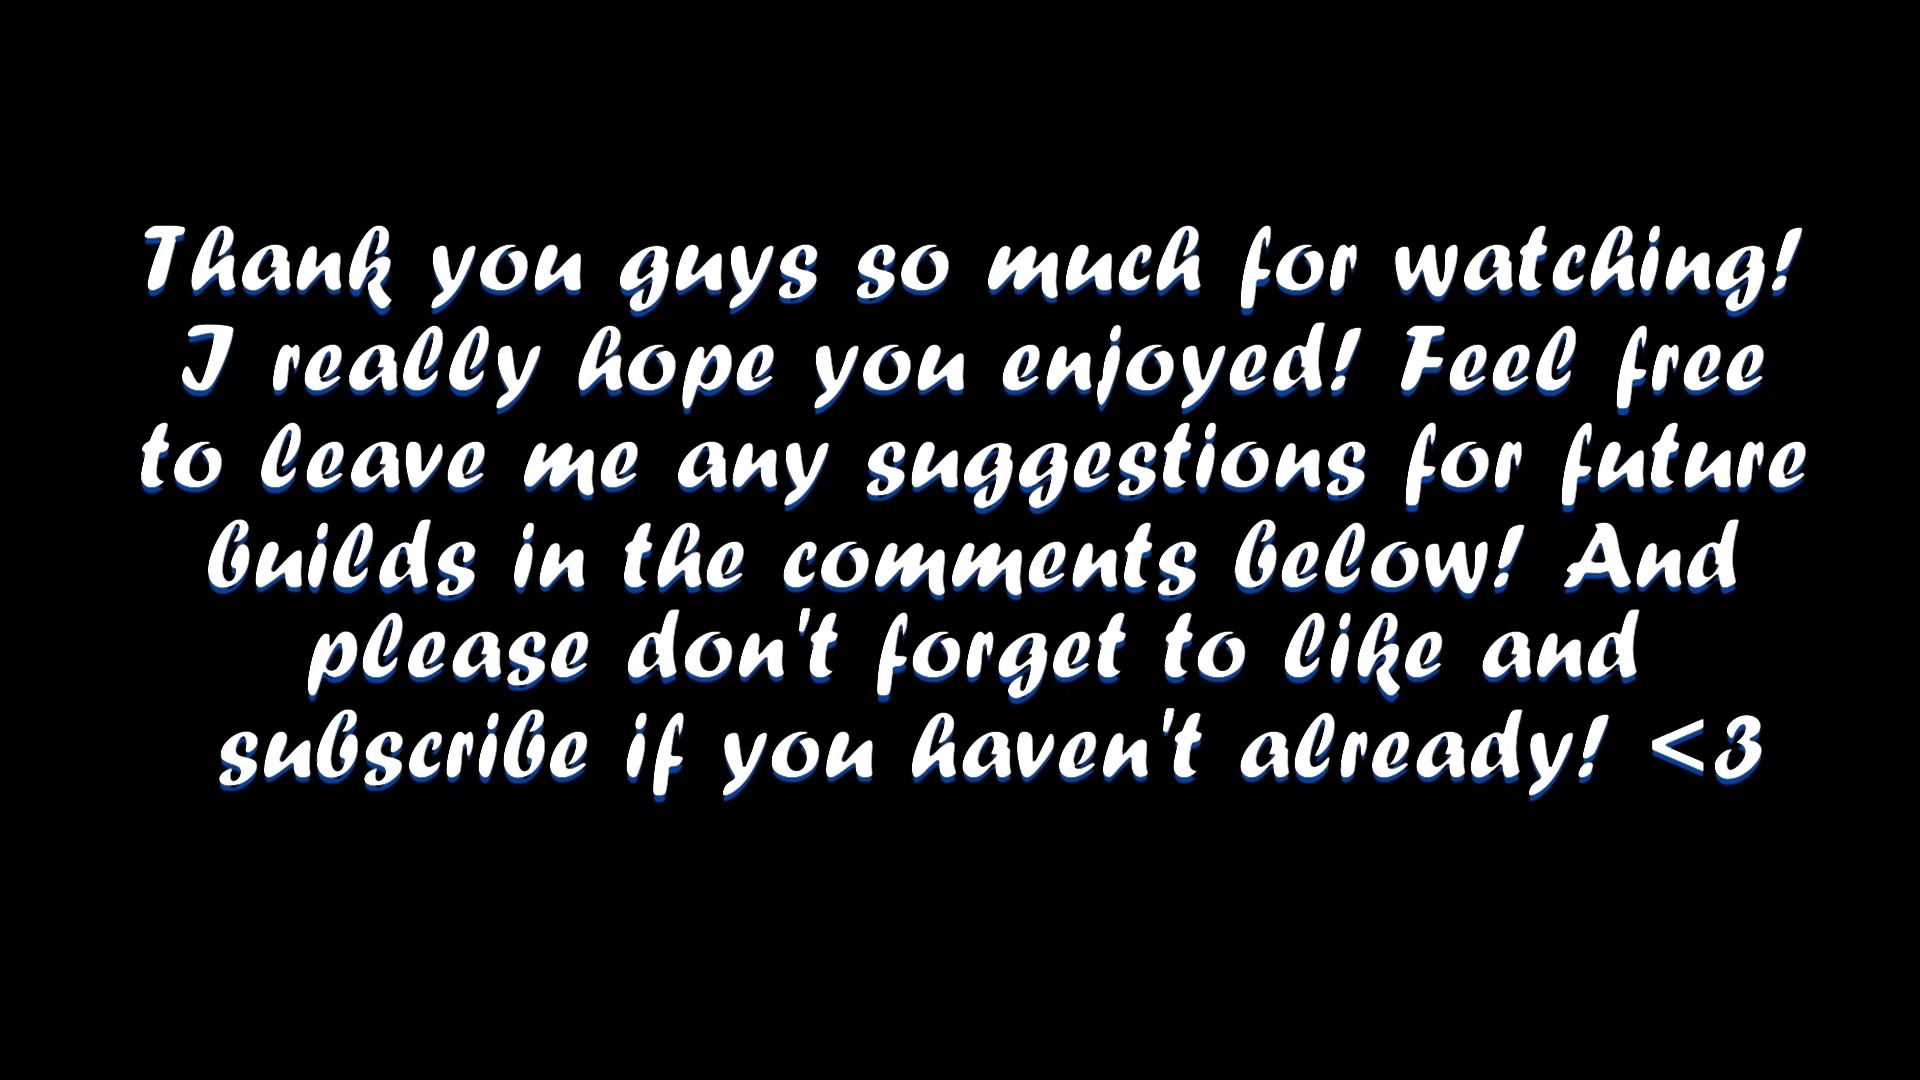 Thank you guys so much for watching!
I really hope you enjoyed! Feel free
to leave me any suggestions for future
builds in the comments below! And
please don't forget to like and
subscribe if you haven't already! <3